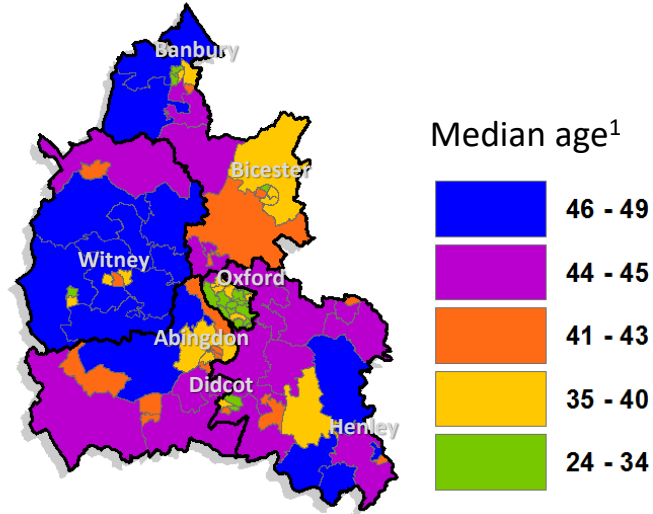 Banbury
Bicester
Witney
Oxford
Abingdon
Didcot
Henley
Median age¹
46 - 49
44 - 45
41 - 43
35 - 40
24 - 34